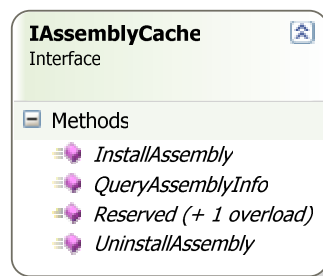 IAssemblyCache
Interface
Methods
InstallAssembly
QueryAssemblyInfo
Reserved (+ 1 overload)
UninstallAssembly